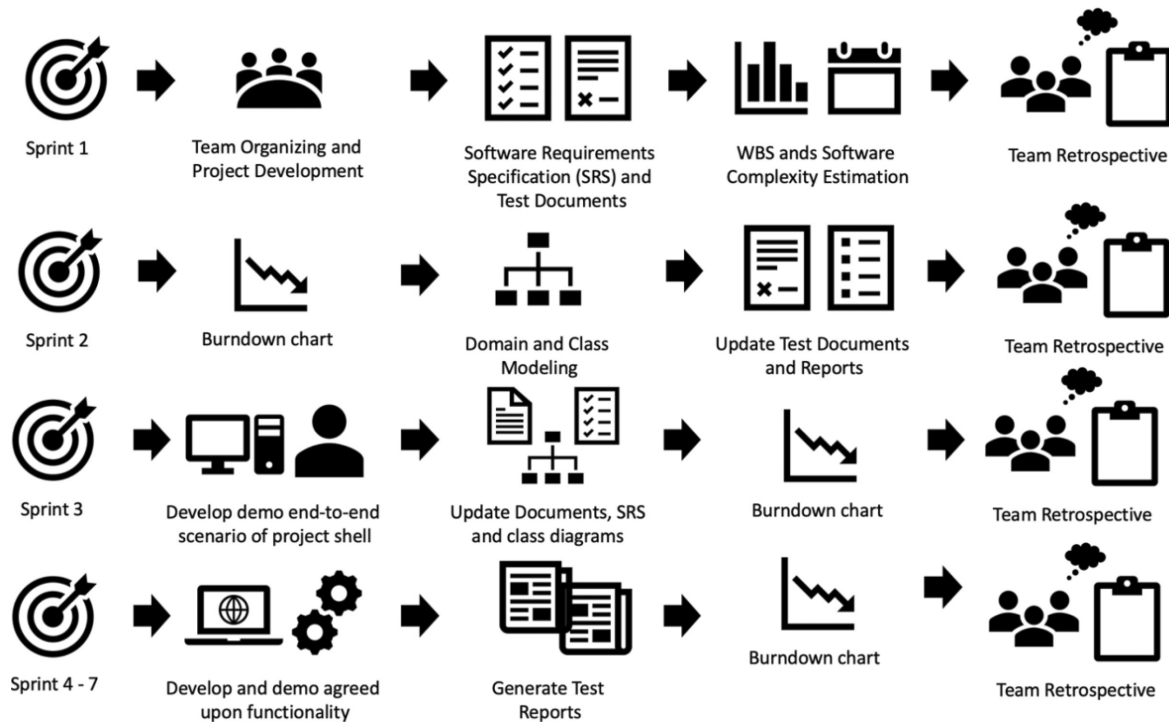 Sprint 1
Team Organizing and
Project Development
Software Requirements
Specification (SRS) and
Test Documents
WBS ands Software
Complexity Estimation
Team Retrospective
Sprint 2
Burndown chart
Domain and Class
Modeling
Update Test Documents
and Reports
Team Retrospective
Sprint 3
Develop demo end-to-end
scenario of project shell
Update Documents, SRS
and class diagrams
Burndown chart
Team Retrospective
Sprint 4 - 7
Develop and demo agreed
upon functionality
Generate Test
Reports
Burndown chart
Team Retrospective